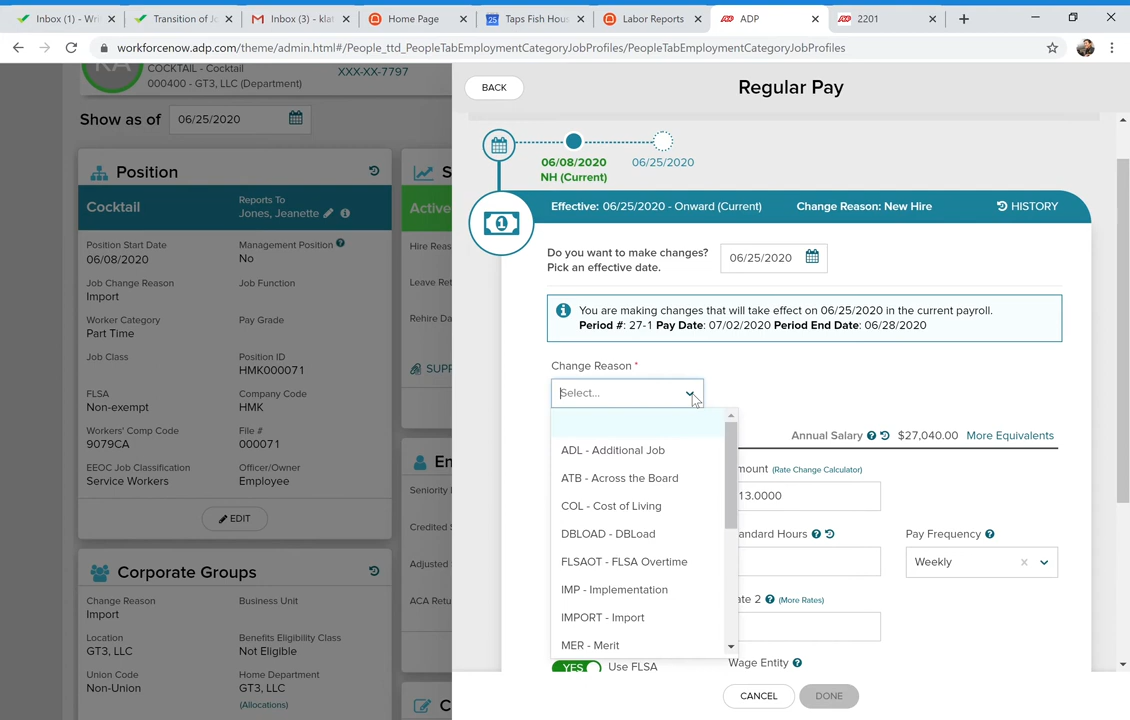 Inbox (1) - Wr
Transition of Jo
Inbox (3) - klat
Home Page
Taps Fish Hous
Labor Reports
ADP
2201
workforcenow.adp.com/theme/admin.html#/People_ttd_PeopleTabEmploymentCategoryJobProfiles/PeopleTabEmploymentCategoryJobProfiles
COCKTAIL - Cocktail
000400 - GT3, LLC (Department)
XXX-XX-7797
Show as of
06/25/2020
Position
Cocktail
Reports To
Jones, Jeanette
Position Start Date
06/08/2020
Management Position
No
Job Change Reason
Import
Job Function
Worker Category
Part Time
Pay Grade
Job Class
Position ID
HMK000071
FLSA
Non-exempt
Company Code
HMK
Workers' Comp Code
9079CA
File #
000071
EEOC Job Classification
Service Workers
Officer/Owner
Employee
EDIT
Corporate Groups
Change Reason
Import
Business Unit
Location
GT3, LLC
Benefits Eligibility Class
Not Eligible
Union Code
Non-Union
Home Department
GT3, LLC
(Allocations)
S
Active
Hire Reas
Leave Ret
Rehire Da
SUPP
En
Seniority
Credited S
Adjusted
ACA Retu
C
BACK
Regular Pay
06/08/2020
NH (Current)
06/25/2020
Effective: 06/25/2020 - Onward (Current)
Change Reason: New Hire
HISTORY
Do you want to make changes?
Pick an effective date.
06/25/2020
You are making changes that will take effect on 06/25/2020 in the current payroll.
Period #: 27-1 Pay Date: 07/02/2020 Period End Date: 06/28/2020
Change Reason *
Select...
ADL - Additional Job
ATB - Across the Board
COL - Cost of Living
DBLOAD - DBLoad
FLSAOT - FLSA Overtime
IMP - Implementation
IMPORT - Import
MER - Merit
Annual Salary $27,040.00 More Equivalents
mount (Rate Change Calculator)
13.0000
tandard Hours
Pay Frequency
Weekly
ate 2 (More Rates)
YES Use FLSA
Wage Entity
CANCEL
DONE